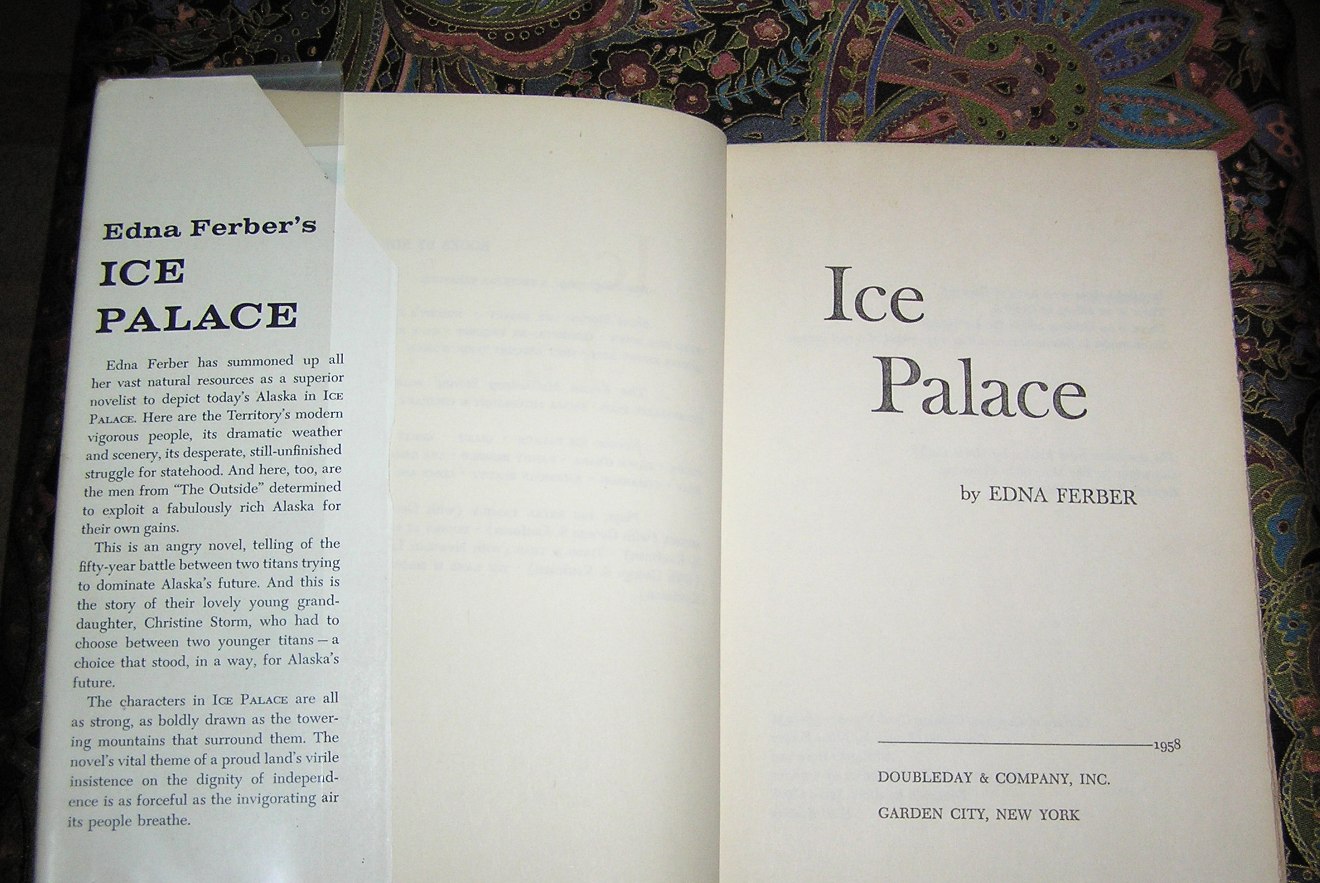 Edna Ferber's
ICE
PALACE
Edna Ferber has summoned up all
her vast natural resources as a superior
novelist to depict today's Alaska in ICE
PALACE. Here are the Territory's modern
vigorous people, its dramatic weather
and scenery, its desperate, still-unfinished
struggle for statehood. And here, too, are
the men from "The Outside" determined
to exploit a fabulously rich Alaska for
their own gains.
This is an angry novel, telling of the
fifty-year battle between two titans trying
to dominate Alaska's future. And this is
the story of their lovely young grand-
daughter, Christine Storm, who had to
choose between two younger titans – a
choice that stood, in a way, for Alaska's
future.
The characters in ICE PALACE are all
as strong, as boldly drawn as the tower-
ing mountains that surround them. The
novel's vital theme of a proud land's virile
insistence on the dignity of independ-
ence is as forceful as the invigorating air
its people breathe.
Ice
Palace
by EDNA FERBER
1958
DOUBLEDAY & COMPANY, INC.
GARDEN CITY, NEW YORK